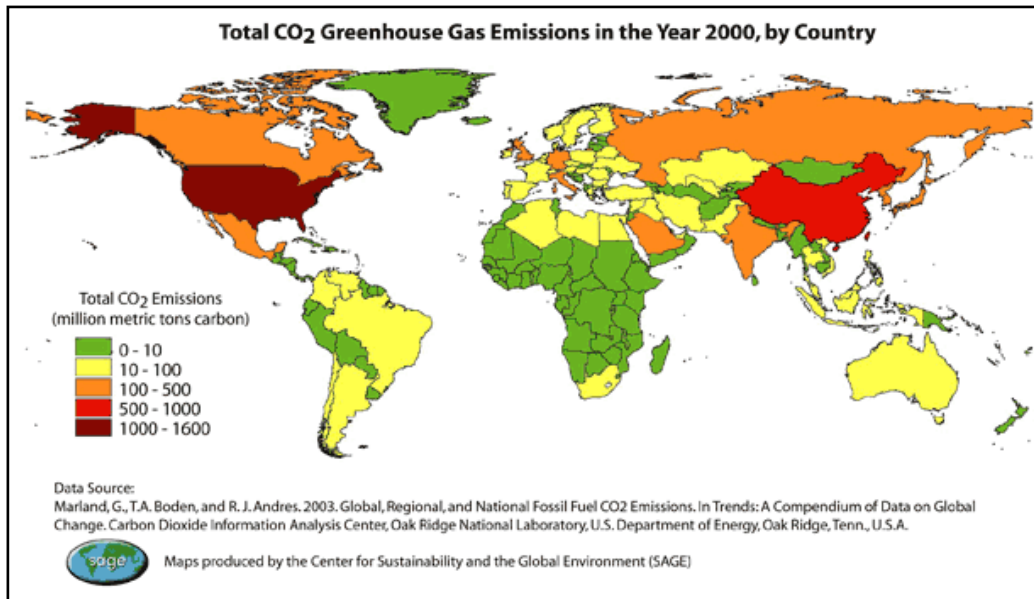 Total CO2 Greenhouse Gas Emissions in the Year 2000, by Country
Total CO2 Emissions
(million metric tons carbon)
0 - 10
10 - 100
100 - 500
500 - 1000
1000 - 1600
Data Source:
Marland, G., T.A. Boden, and R. J. Andres. 2003. Global, Regional, and National Fossil Fuel CO2 Emissions. In Trends: A Compendium of Data on Global
Change. Carbon Dioxide Information Analysis Center, Oak Ridge National Laboratory, U.S. Department of Energy, Oak Ridge, Tenn., U.S.A.
sage
Maps produced by the Center for Sustainability and the Global Environment (SAGE)